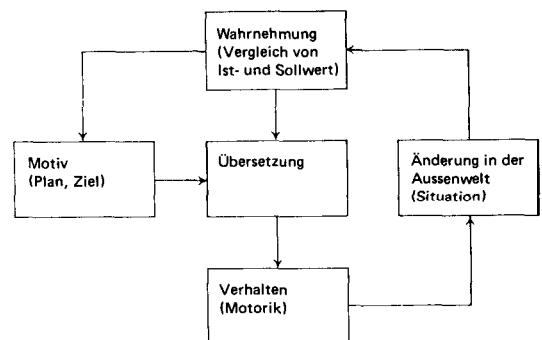 Wahrnehmung
(Vergleich von
Ist- und Sollwert)
Motiv
(Plan, Ziel)
Übersetzung
Änderung in der
Aussenwelt
(Situation)
Verhalten
(Motorik)